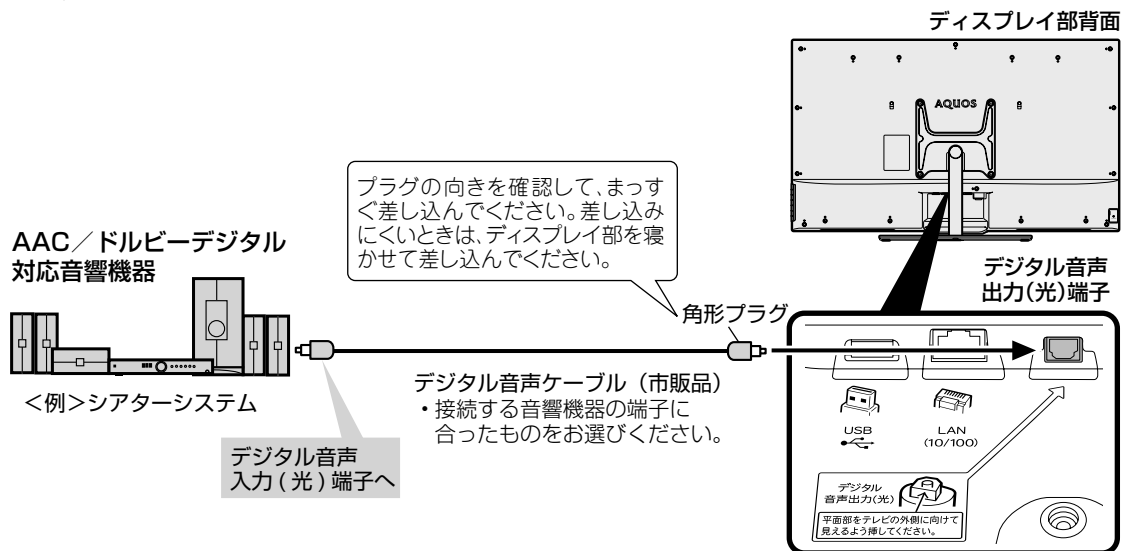 ディスプレイ部背面
AQUOS
プラグの向きを確認して、まっす
ぐ差し込んでください。差し込み
にくいときは、ディスプレイ部を寝
かせて差し込んでください。
AAC／ドルビーデジタル
対応音響機器
デジタル音声
出力(光)端子
角形プラグ
デジタル音声ケーブル（市販品）
・接続する音響機器の端子に
合ったものをお選びください。
＜例＞シアターシステム
デジタル音声
入力(光)端子へ
USB
LAN
(10/100)
デジタル
音声出力(光)
平面部をテレビの外側に向けて
見えるよう挿してください。